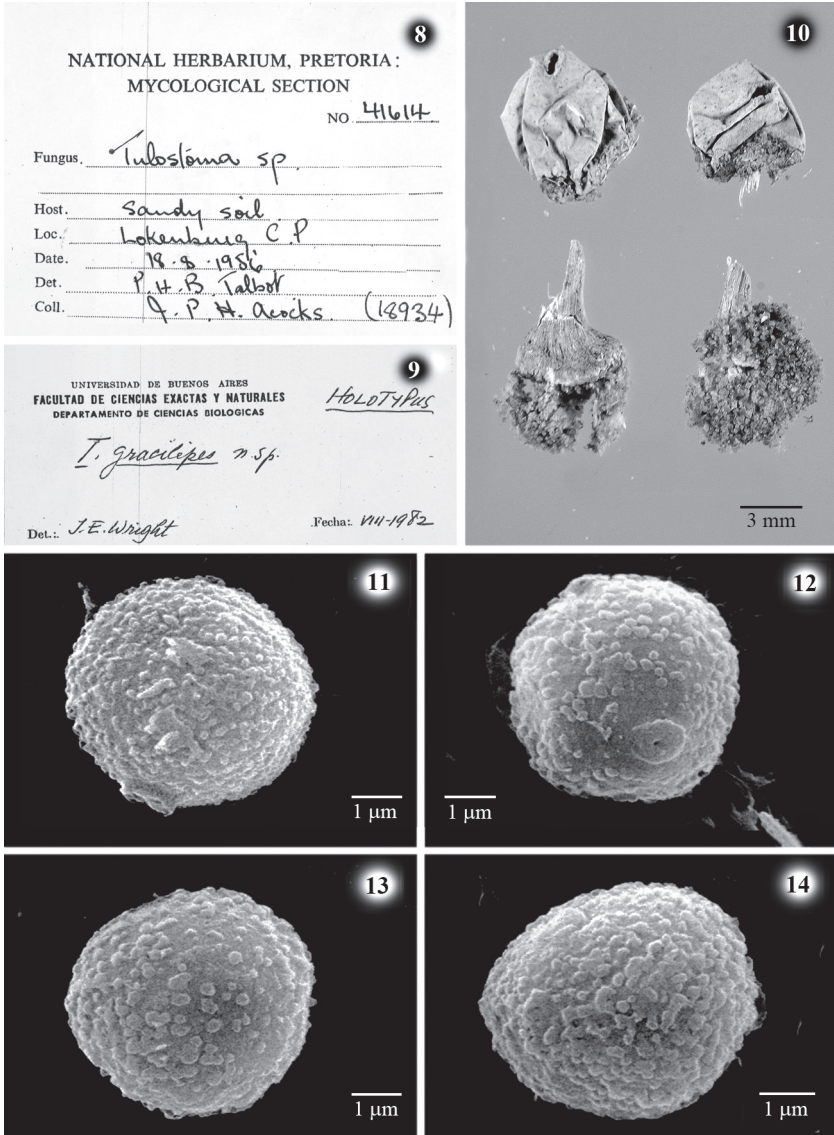 8
NATIONAL HERBARIUM, PRETORIA:
MYCOLOGICAL SECTION
NO 41614
Fungus. Tulostoma sp.
Host. Sandy soil
Loc. Lokenburg C.P
Date. 18.8.1956
Det. P.H.B. Talbot
Coll. J.P.H. Acocks. (18934)
9
UNIVERSIDAD DE BUENOS AIRES
FACULTAD DE CIENCIAS EXACTAS Y NATURALES
DEPARTAMENTO DE CIENCIAS BIOLOGICAS
HOLOTYPUS
T. gracilipes n.sp.
Det.: J.E.Wright
Fecha: VIII-1982
10
3 mm
11
1 µm
12
1 µm
13
1 µm
14
1 µm